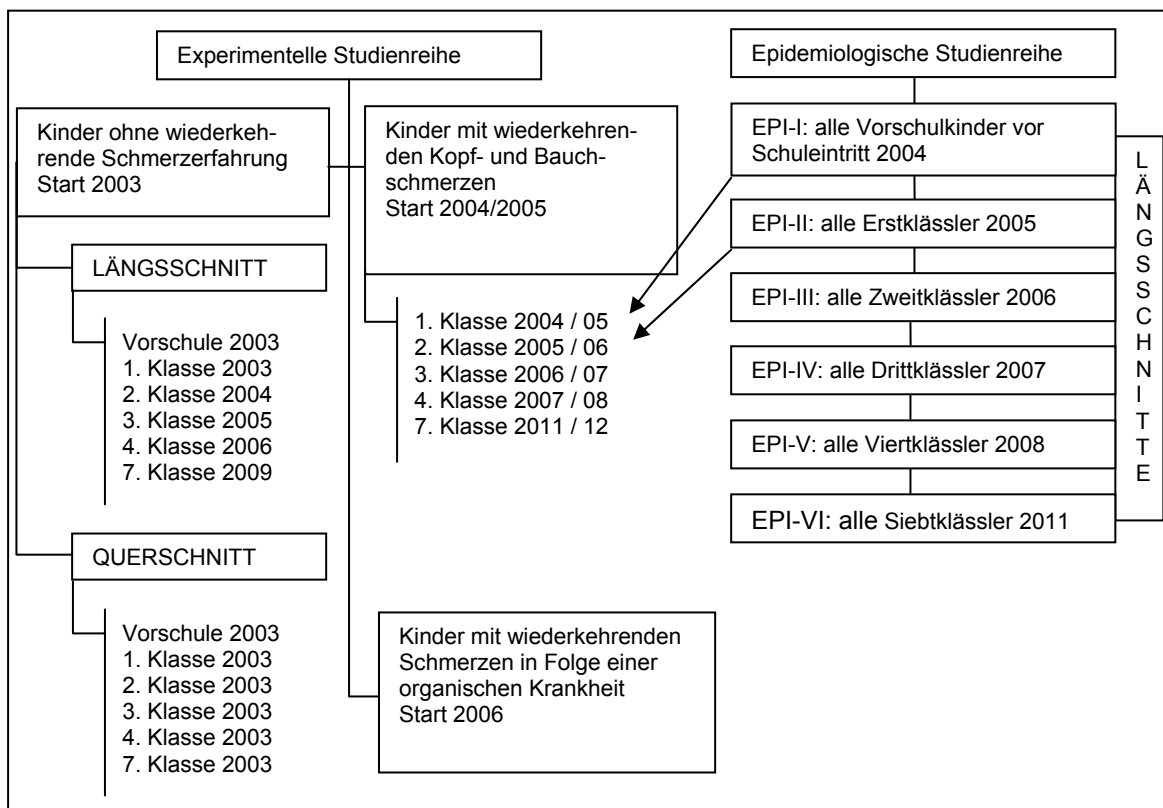 Experimentelle Studienreihe
Kinder ohne wiederkeh-
rende Schmerzerfahrung
Start 2003
LÄNGSSCHNITT
Vorschule 2003
1. Klasse 2003
2. Klasse 2004
3. Klasse 2005
4. Klasse 2006
7. Klasse 2009
QUERSCHNITT
Vorschule 2003
1. Klasse 2003
2. Klasse 2003
3. Klasse 2003
4. Klasse 2003
7. Klasse 2003
Kinder mit wiederkehren-
den Kopf- und Bauch-
schmerzen
Start 2004/2005
1. Klasse 2004 / 05
2. Klasse 2005 / 06
3. Klasse 2006 / 07
4. Klasse 2007 / 08
7. Klasse 2011 / 12
Kinder mit wiederkehrenden
Schmerzen in Folge einer
organischen Krankheit
Start 2006
Epidemiologische Studienreihe
EPI-I: alle Vorschulkinder vor
Schuleintritt 2004
EPI-II: alle Erstklässler 2005
EPI-III: alle Zweitklässler 2006
EPI-IV: alle Drittklässler 2007
EPI-V: alle Viertklässler 2008
EPI-VI: alle Siebtklässler 2011
LÄNGSSCHNITTE